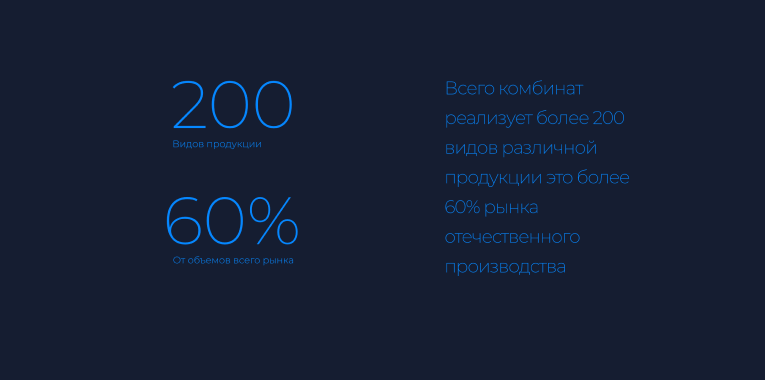 200
Видов продукции
60%
От объемов всего рынка
Всего комбинат
реализует более 200
видов различной
продукции это более
60% рынка
отечественного
производства